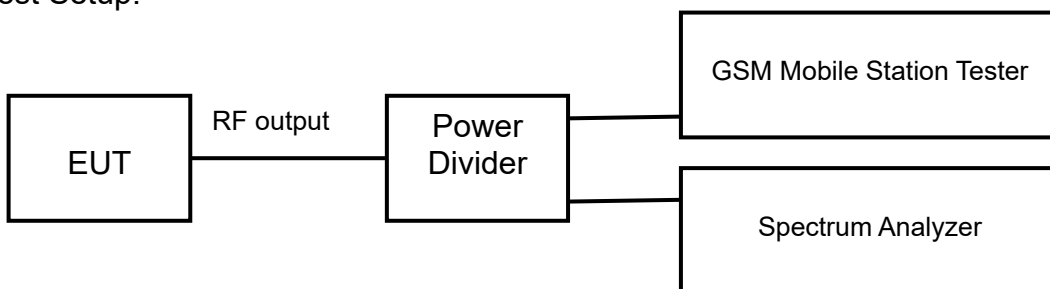 GSM Mobile Station Tester
RF output
Power
Divider
EUT
Spectrum Analyzer